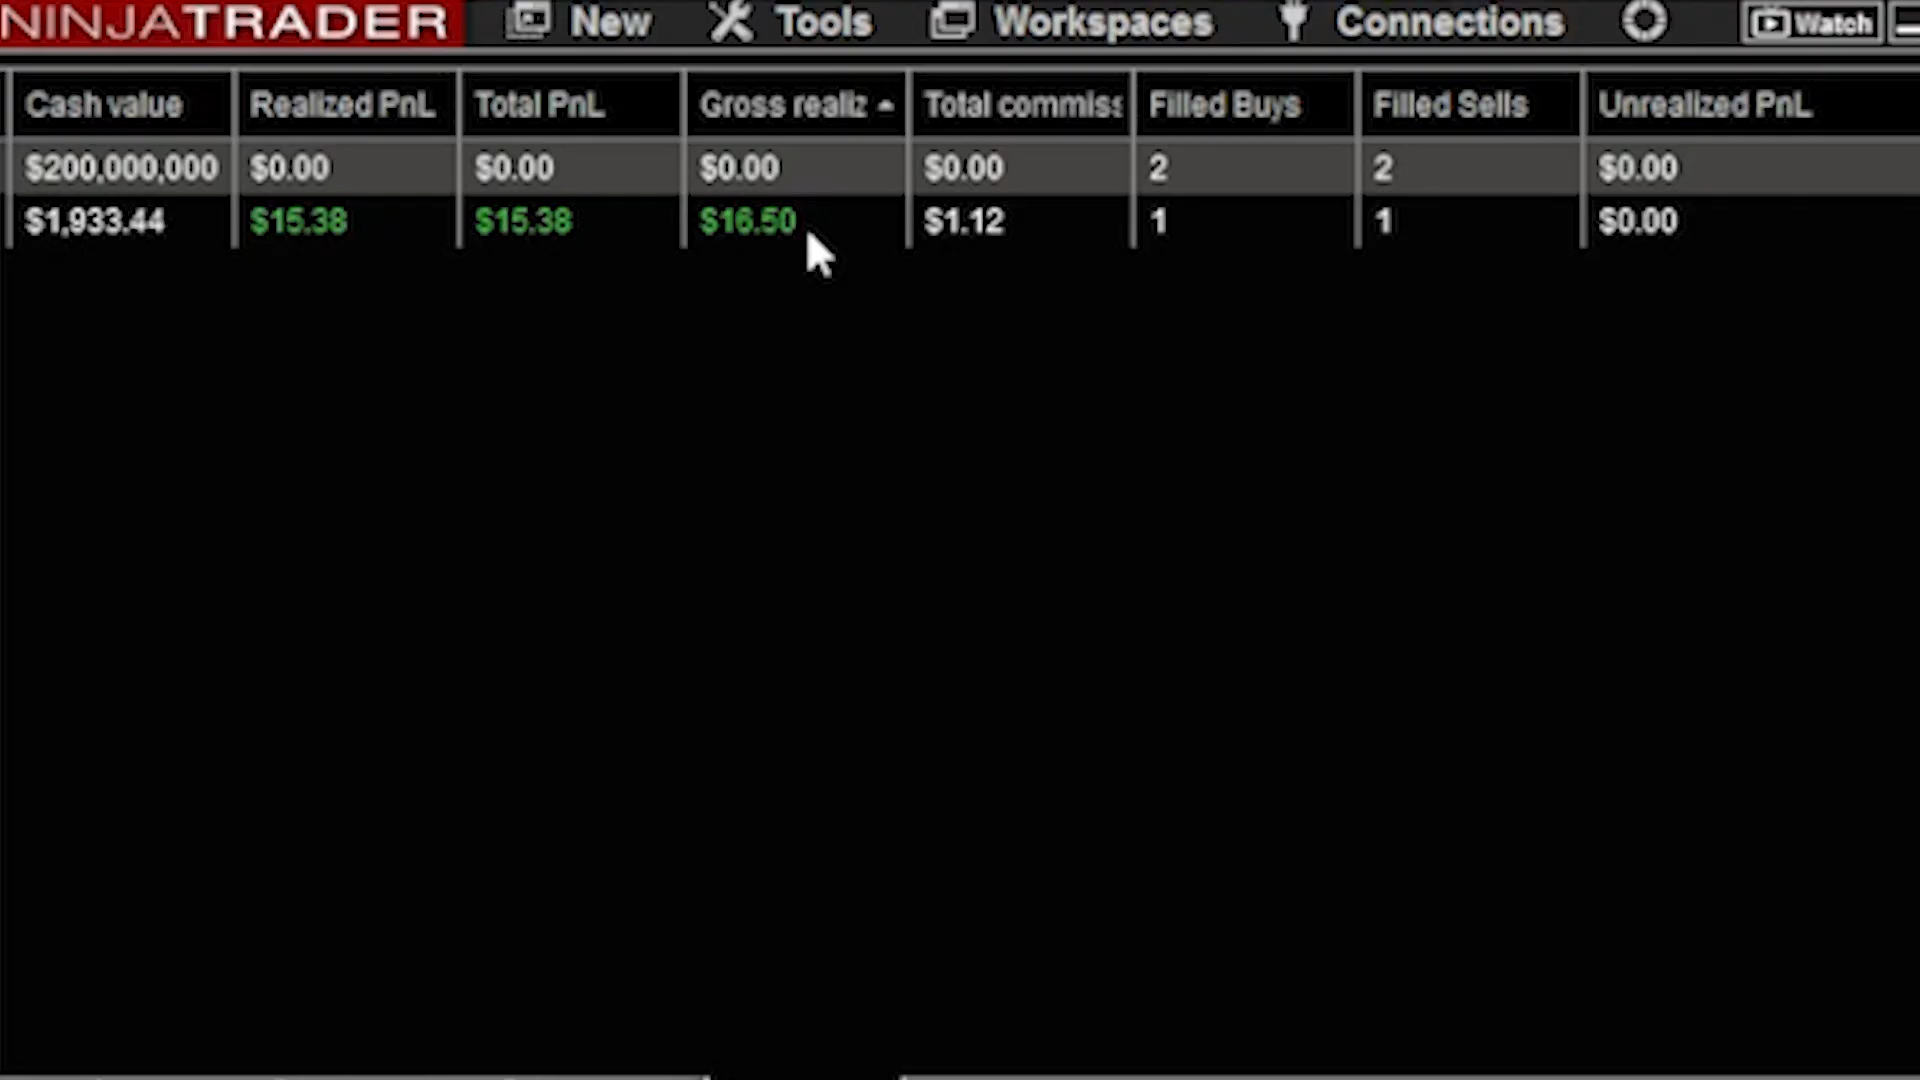 NINJATRADER New Tools Workspaces Connections Watch
Cash value Realized PnL Total PnL Gross realiz Total commiss Filled Buys Filled Sells Unrealized PnL
$200,000,000 $0.00 $0.00 $0.00 $0.00 2 2 $0.00
$1,933.44 $15.38 $15.38 $16.50 $1.12 1 1 $0.00